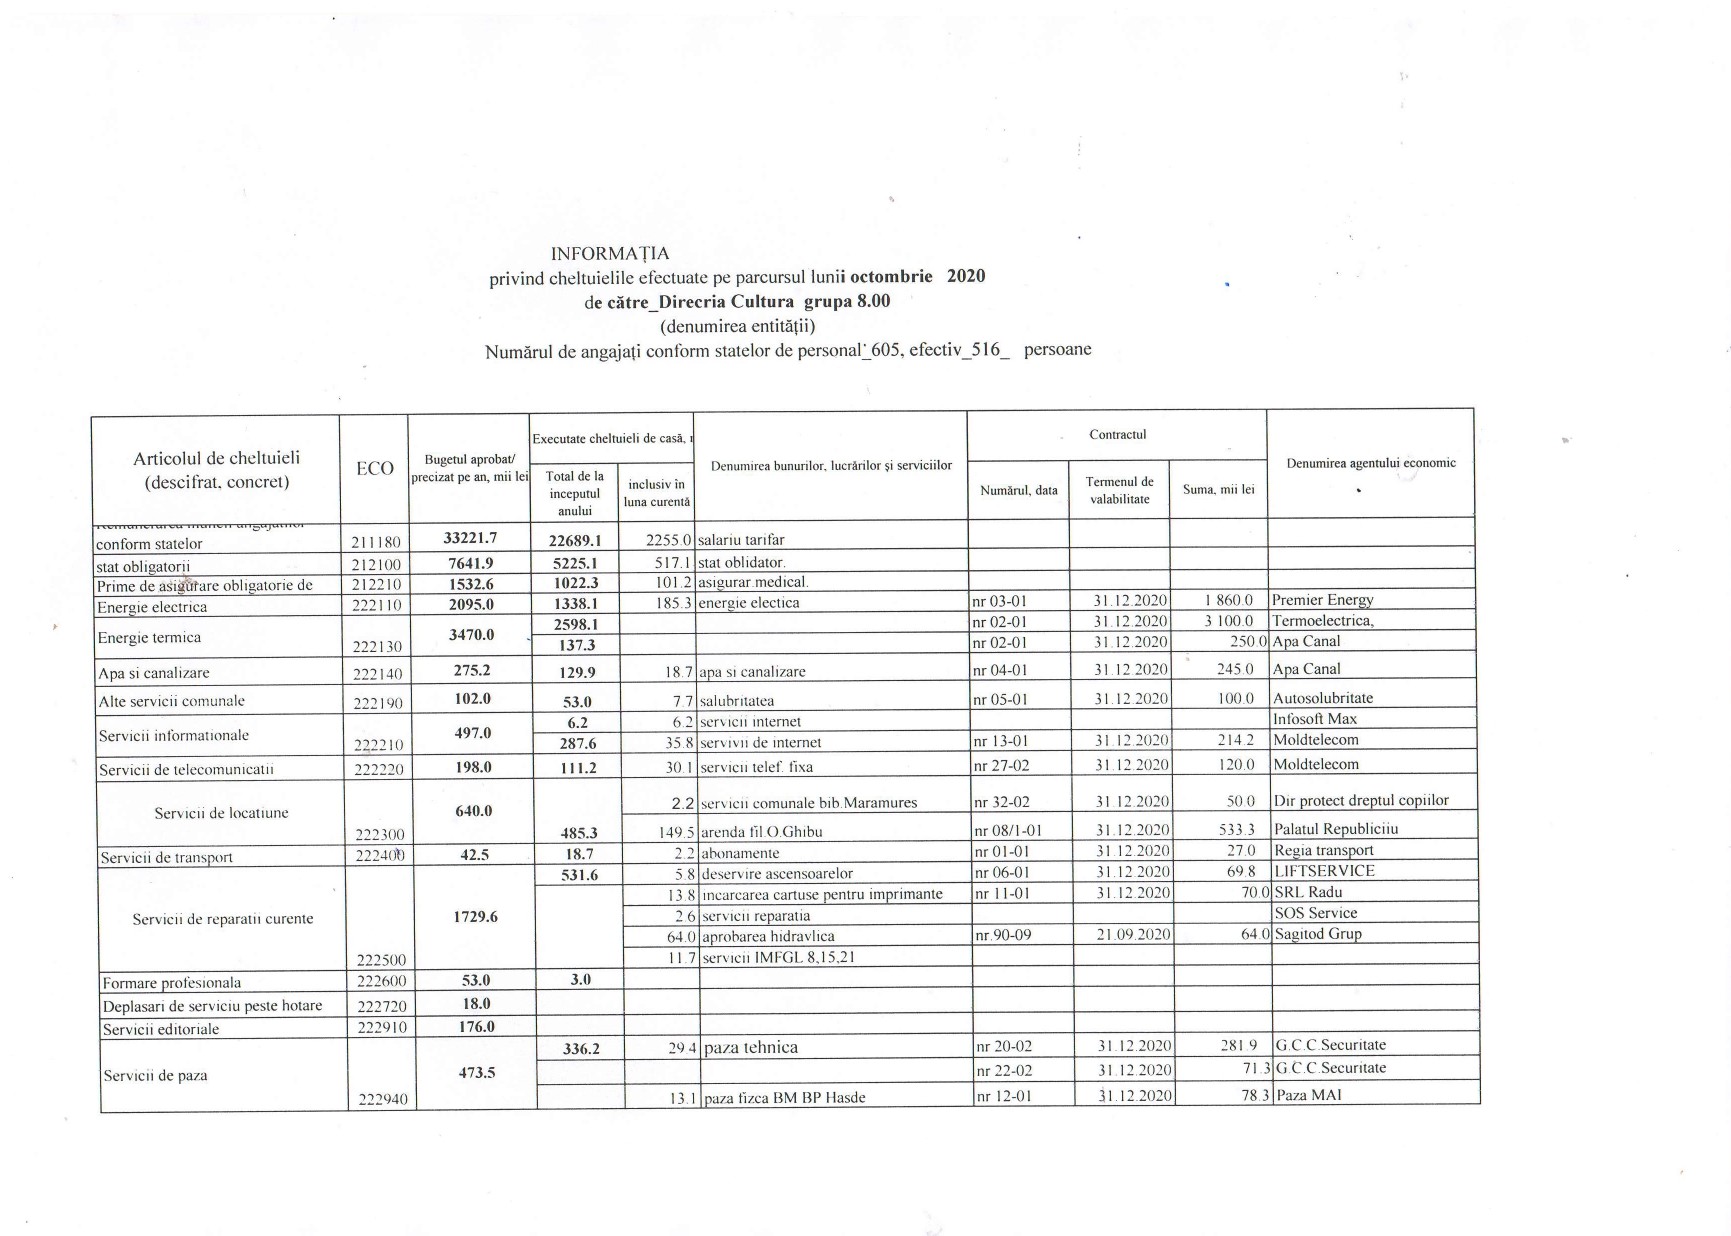 INFORMAȚIA
privind cheltuielile efectuate pe parcursul lunii octombrie 2020
de către_Direcria Cultura grupa 8.00
(denumirea entității)
Numărul de angajați conform statelor de personal_605, efectiv_516_ persoane
Articolul de cheltuieli (descifrat, concret) ECO Bugetul aprobat/ precizat pe an, mii lei Executate cheltuieli de casă, Denumirea bunurilor, lucrărilor și serviciilor Contractul Denumirea agentului economic
Total de la inceputul anului inclusiv in luna curentă Numărul, data Termenul de valabilitate Suma, mii lei
conform statelor 211180 33221.7 22689.1 2255.0 salariu tarifar
stat obligatorii 212100 7641.9 5225.1 517.1 stat oblidator.
Prime de asigurare obligatorie de 212210 1532.6 1022.3 101.2 asigurar.medical.
Energie electrica 222110 2095.0 1338.1 185.3 energie electica nr 03-01 31.12.2020 1 860.0 Premier Energy
Energie termica 222130 3470.0 2598.1 nr 02-01 31.12.2020 3 100.0 Termoelectrica,
137.3 nr 02-01 31.12.2020 250.0 Apa Canal
Apa si canalizare 222140 275.2 129.9 18.7 apa si canalizare nr 04-01 31.12.2020 245.0 Apa Canal
Alte servicii comunale 222190 102.0 53.0 7.7 salubritatea nr 05-01 31.12.2020 100.0 Autosolubritate
Servicii informationale 222210 497.0 6.2 6.2 servicii internet Infosoft Max
287.6 35.8 servivii de internet nr 13-01 31.12.2020 214.2 Moldtelecom
Servicii de telecomunicatii 222220 198.0 111.2 30.1 servicii telef. fixa nr 27-02 31.12.2020 120.0 Moldtelecom
Servicii de locatiune 222300 640.0 485.3 2.2 servicii comunale bib.Maramures nr 32-02 31.12.2020 50.0 Dir protect dreptul copiilor
149.5 arenda fil.O.Ghibu nr 08/1-01 31.12.2020 533.3 Palatul Republiciiu
Servicii de transport 222400 42.5 18.7 2.2 abonamente nr 01-01 31.12.2020 27.0 Regia transport
Servicii de reparatii curente 222500 1729.6 531.6 5.8 deservire ascensoarelor nr 06-01 31.12.2020 69.8 LIFTSERVICE
13.8 incarcarea cartuse pentru imprimante nr 11-01 31.12.2020 70.0 SRL Radu
2.6 servicii reparatia SOS Service
64.0 aprobarea hidravlica nr.90-09 21.09.2020 64.0 Sagitod Grup
11.7 servicii IMFGL 8,15,21
Formare profesionala 222600 53.0 3.0
Deplasari de serviciu peste hotare 222720 18.0
Servicii editoriale 222910 176.0
Servicii de paza 222940 473.5 336.2 29.4 paza tehnica nr 20-02 31.12.2020 281.9 G.C.C.Securitate
nr 22-02 31.12.2020 71.3 G.C.C.Securitate
13.1 paza fizca BM BP Hasde nr 12-01 31.12.2020 78.3 Paza MAI